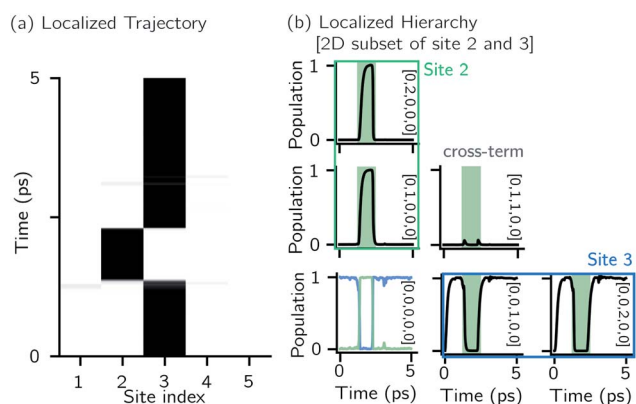 (a) Localized Trajectory
5
0
Time (ps)
1 2 3 4 5
Site index
(b) Localized Hierarchy
[2D subset of site 2 and 3]
Site 2
1
0
Population
[0,2,0,0,0]
cross-term
1
0
Population
[0,1,0,0,0]
[0,1,1,0,0]
Site 3
1
0
Population
[0,0,0,0,0]
[0,0,1,0,0]
[0,0,2,0,0]
0 5
0 5
0 5
Time (ps)
Time (ps)
Time (ps)